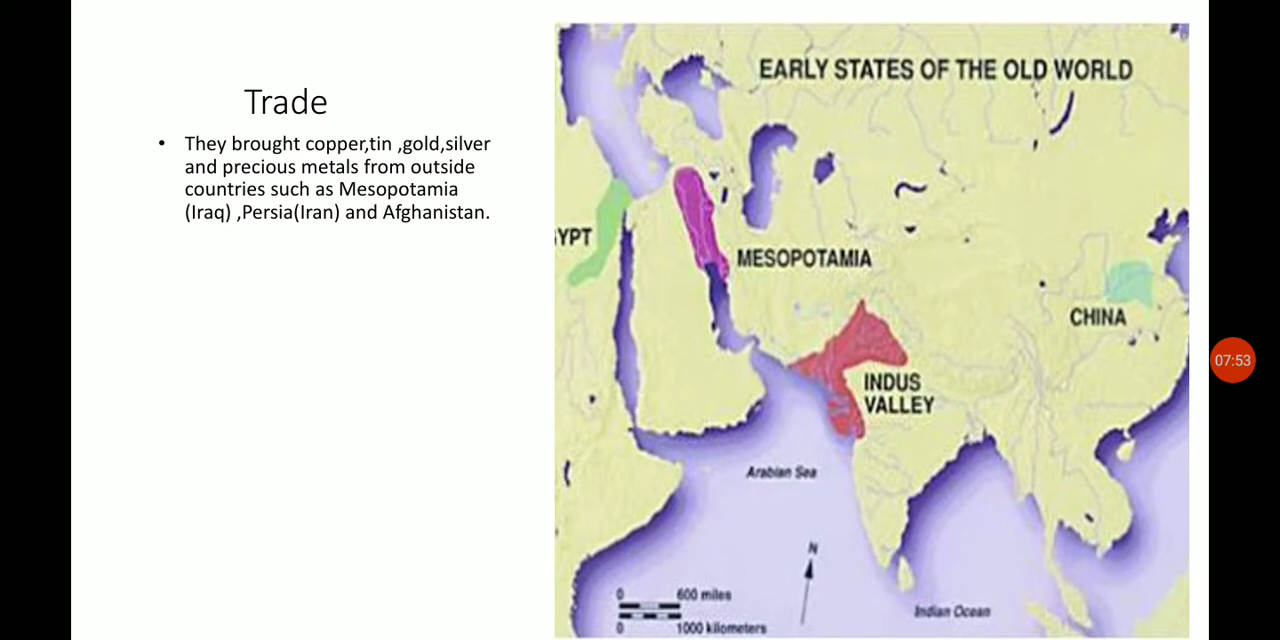 Trade
• They brought copper,tin ,gold,silver
and precious metals from outside
countries such as Mesopotamia
(Iraq) ,Persia(Iran) and Afghanistan.
EARLY STATES OF THE OLD WORLD
YPT
MESOPOTAMIA
CHINA
INDUS
VALLEY
07:53
Arabian Sea
N
0 600 miles
0 1000 kilometers
Indian Ocean